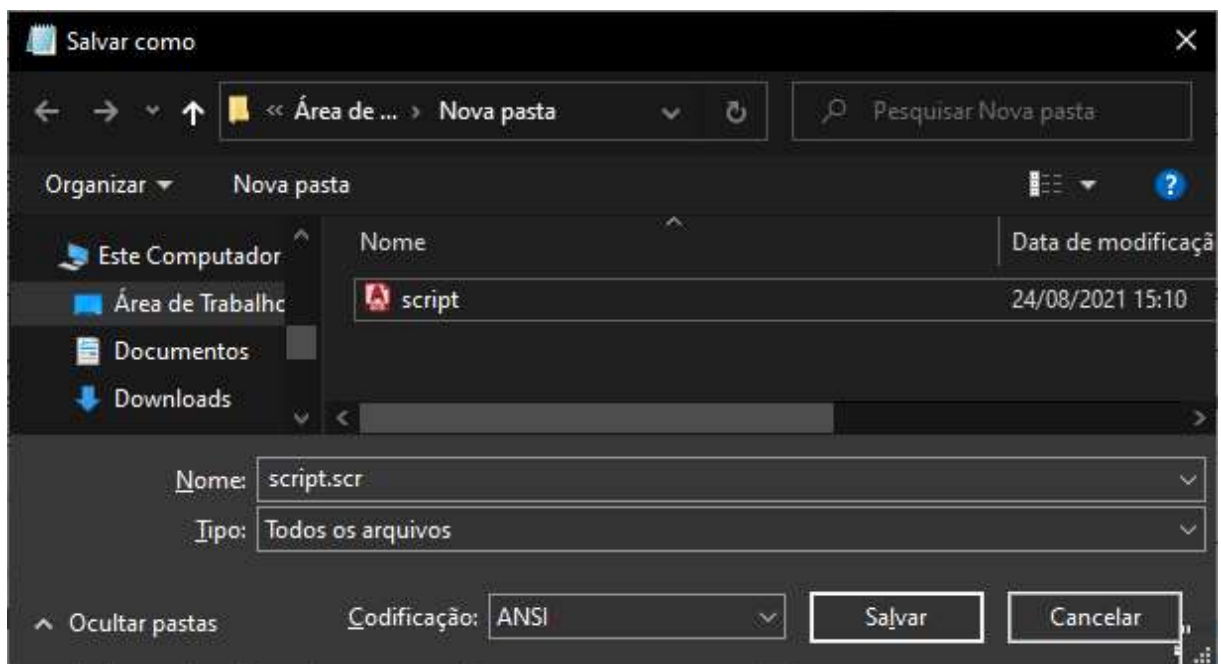 Salvar como
« Área de ... › Nova pasta
Pesquisar Nova pasta
Organizar
Nova pasta
Nome
Data de modificaçã
Este Computador
Área de Trabalho
Documentos
Downloads
script
24/08/2021 15:10
Nome: script.scr
Tipo: Todos os arquivos
Ocultar pastas
Codificação: ANSI
Salvar
Cancelar